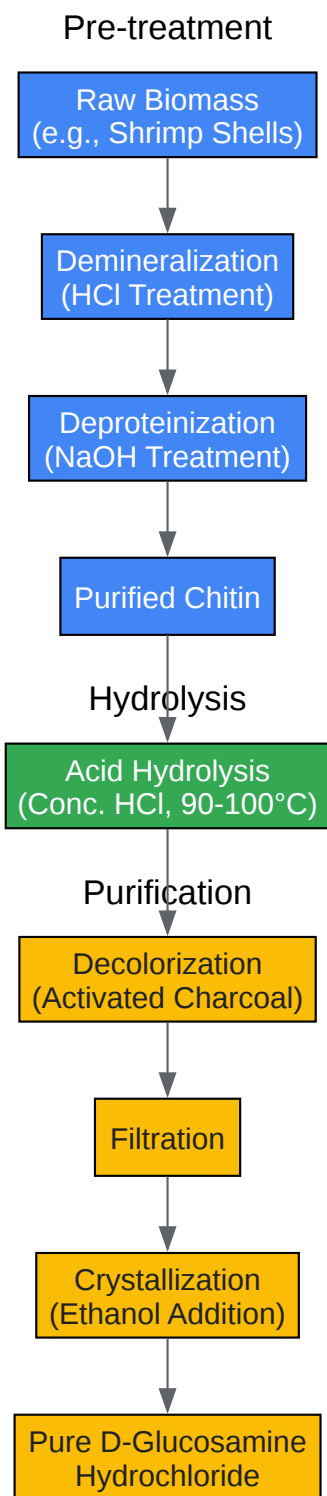 Pre-treatment
Raw Biomass
(e.g., Shrimp Shells)
Demineralization
(HCl Treatment)
Deproteinization
(NaOH Treatment)
Purified Chitin
Hydrolysis
Acid Hydrolysis
(Conc. HCl, 90-100°C)
Purification
Decolorization
(Activated Charcoal)
Filtration
Crystallization
(Ethanol Addition)
Pure D-Glucosamine
Hydrochloride